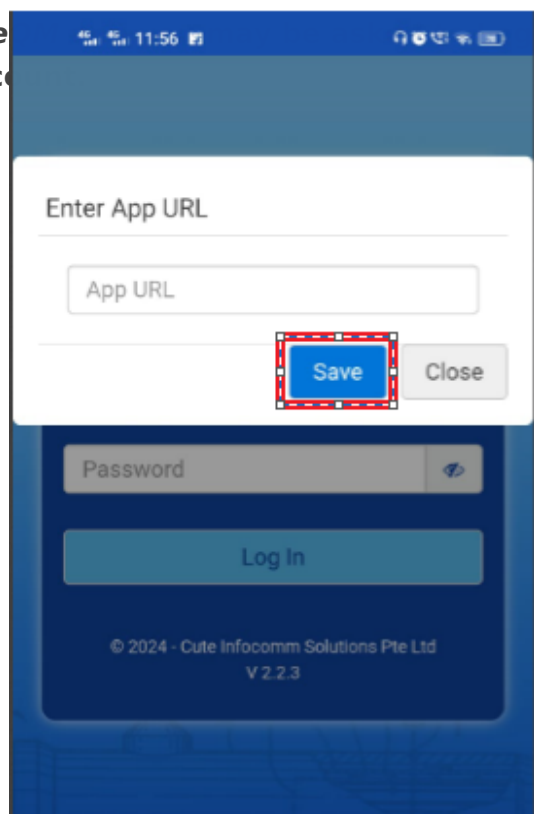 e
11:56
Enter App URL
App URL
Save Close
Password
Log In
© 2024 - Cute Infocomm Solutions Pte Ltd
V 2.2.3